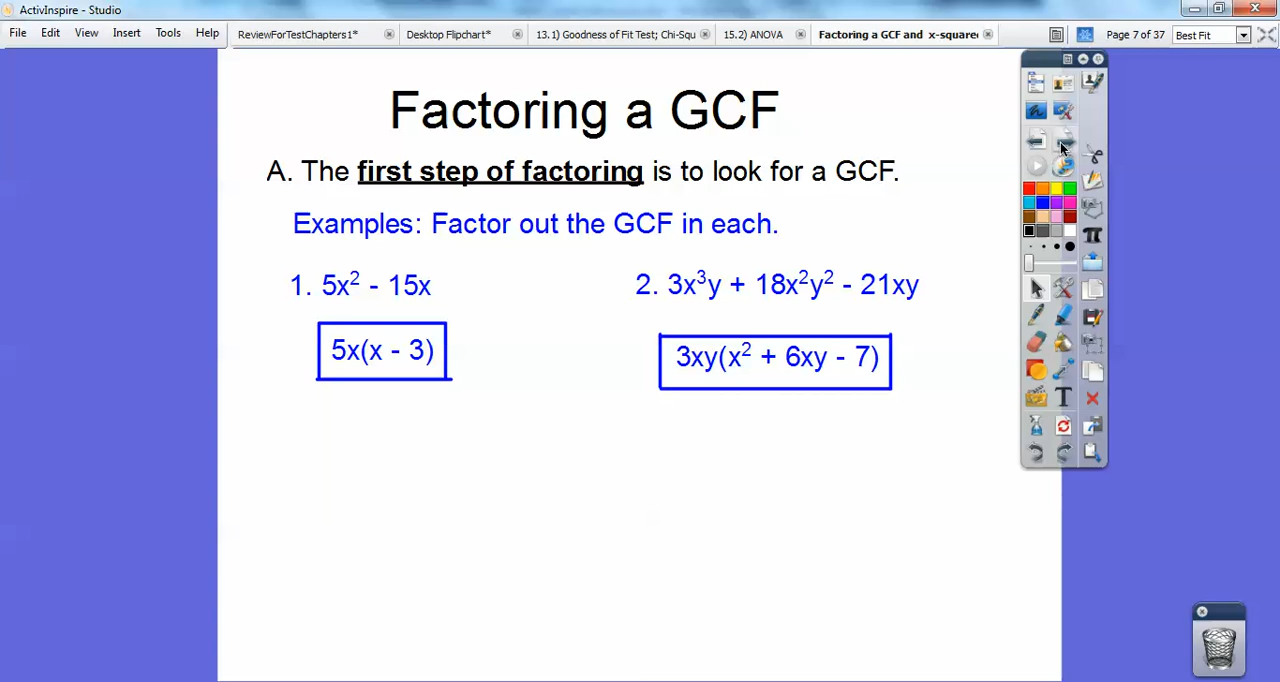 ActivInspire - Studio
File Edit View Insert Tools Help ReviewForTestChapters1* Desktop Flipchart* 13.1) Goodness of Fit Test; Chi-Squ 15.2) ANOVA Factoring a GCF and x-square Page 7 of 37 Best Fit
Factoring a GCF
A. The first step of factoring is to look for a GCF.
Examples: Factor out the GCF in each.
1. 5x² - 15x 2. 3x³y + 18x²y² - 21xy
5x(x - 3) 3xy(x² + 6xy - 7)